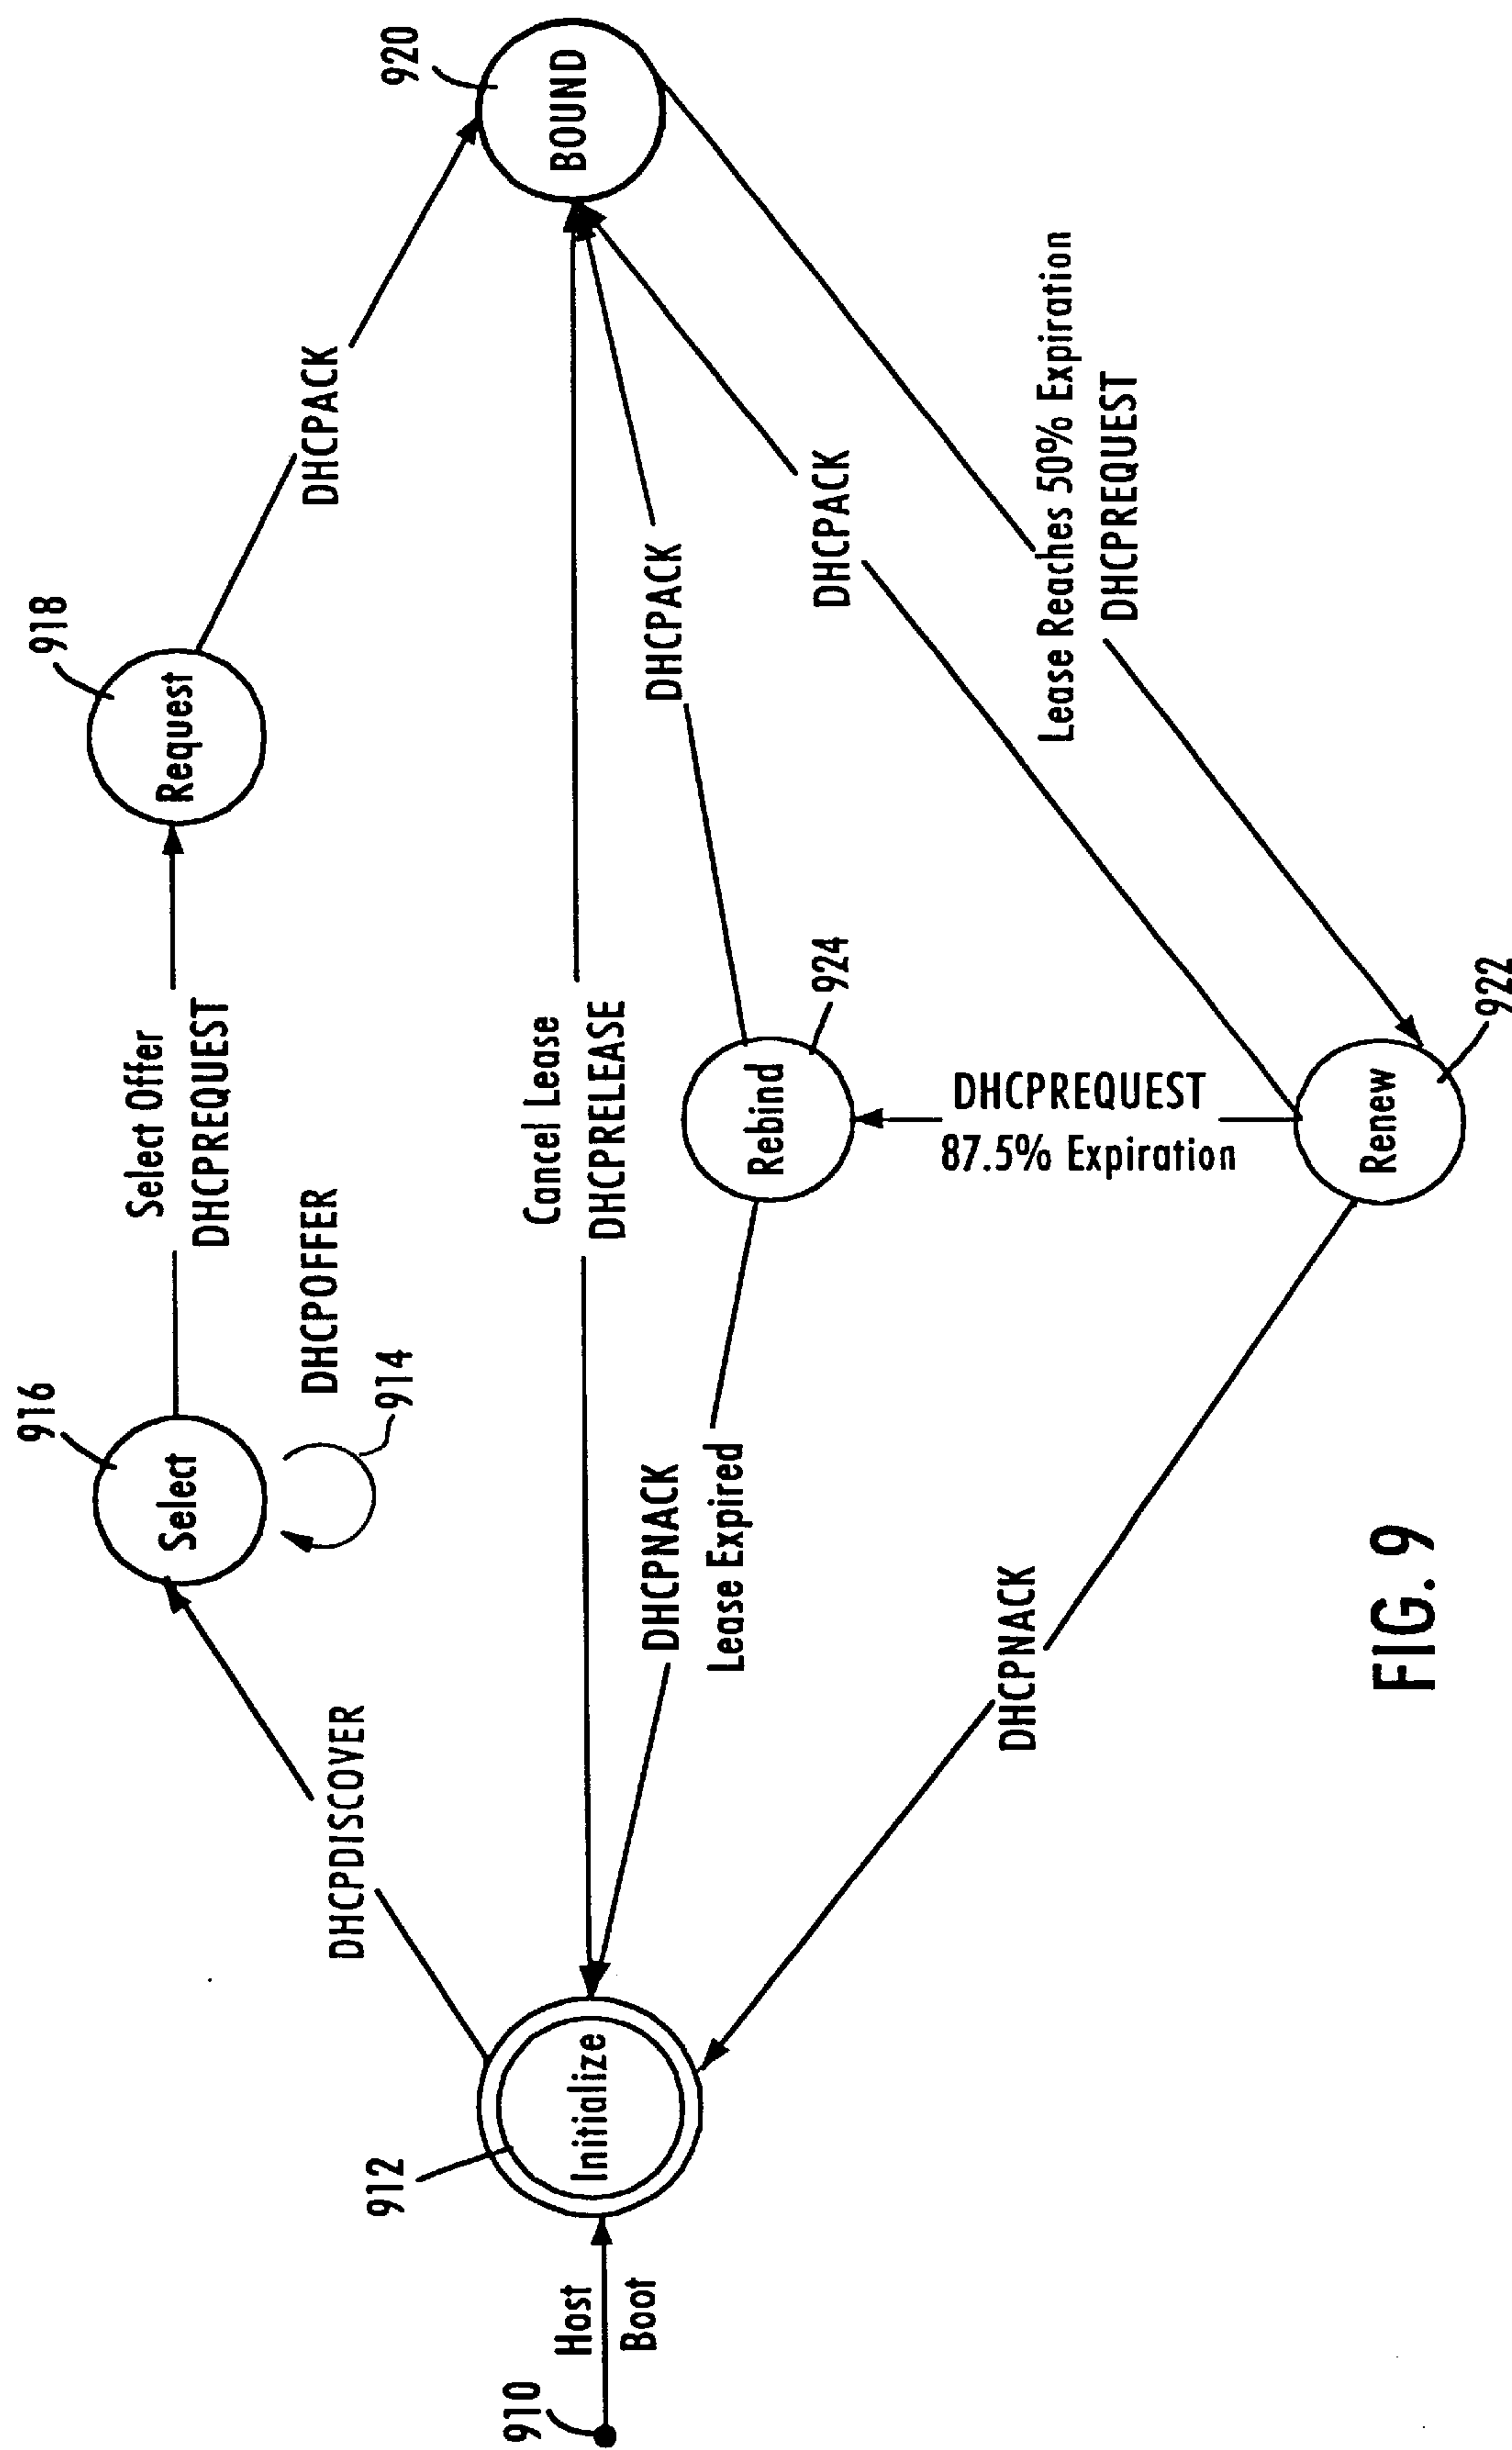 916
918
920
Select
Select Offer
DHCPREQUEST
Request
DHCPDISCOVER
DHCPOFFER
914
DHCPACK
912
910
Host
Boot
Initialize
Cancel Lease
DHCPRELEASE
BOUND
DHCPNACK
Lease Expired
DHCPACK
Rebind
924
DHCPACK
DHCPNACK
DHCPREQUEST
87.5% Expiration
Lease Reaches 50% Expiration
DHCPREQUEST
Renew
922
FIG. 9